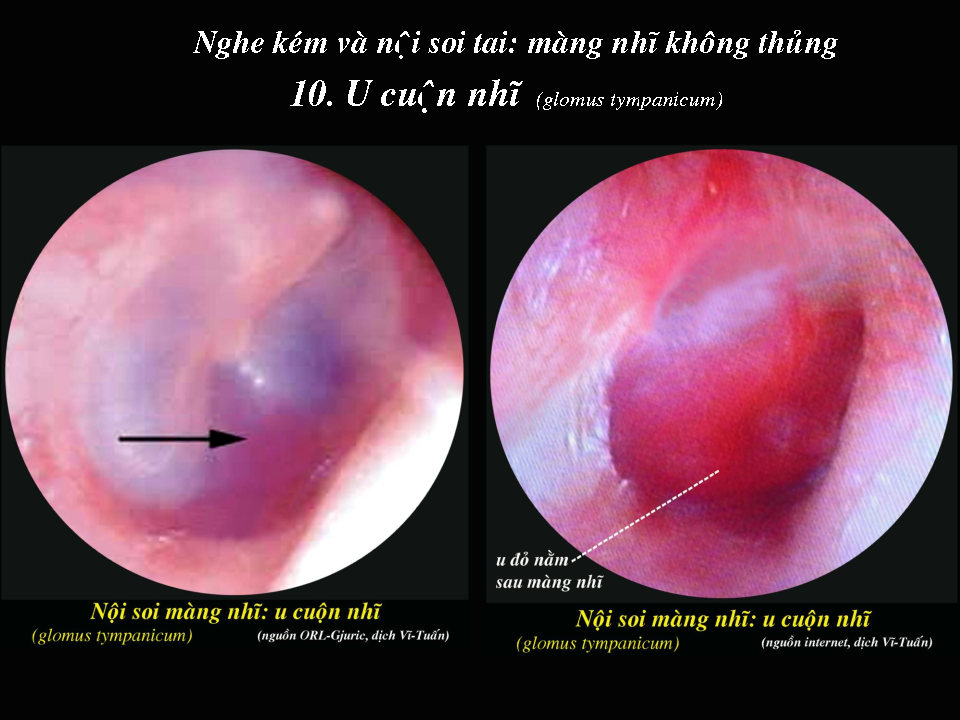 Nghe kém và nội soi tai: màng nhĩ không thủng
10. U cuộn nhĩ (glomus tympanicum)
u đỏ nằm
sau màng nhĩ
Nội soi màng nhĩ: u cuộn nhĩ
(glomus tympanicum) (nguồn ORL-Gjuric, dịch Vĩ-Tuấn)
Nội soi màng nhĩ: u cuộn nhĩ
(glomus tympanicum) (nguồn internet, dịch Vĩ-Tuấn)